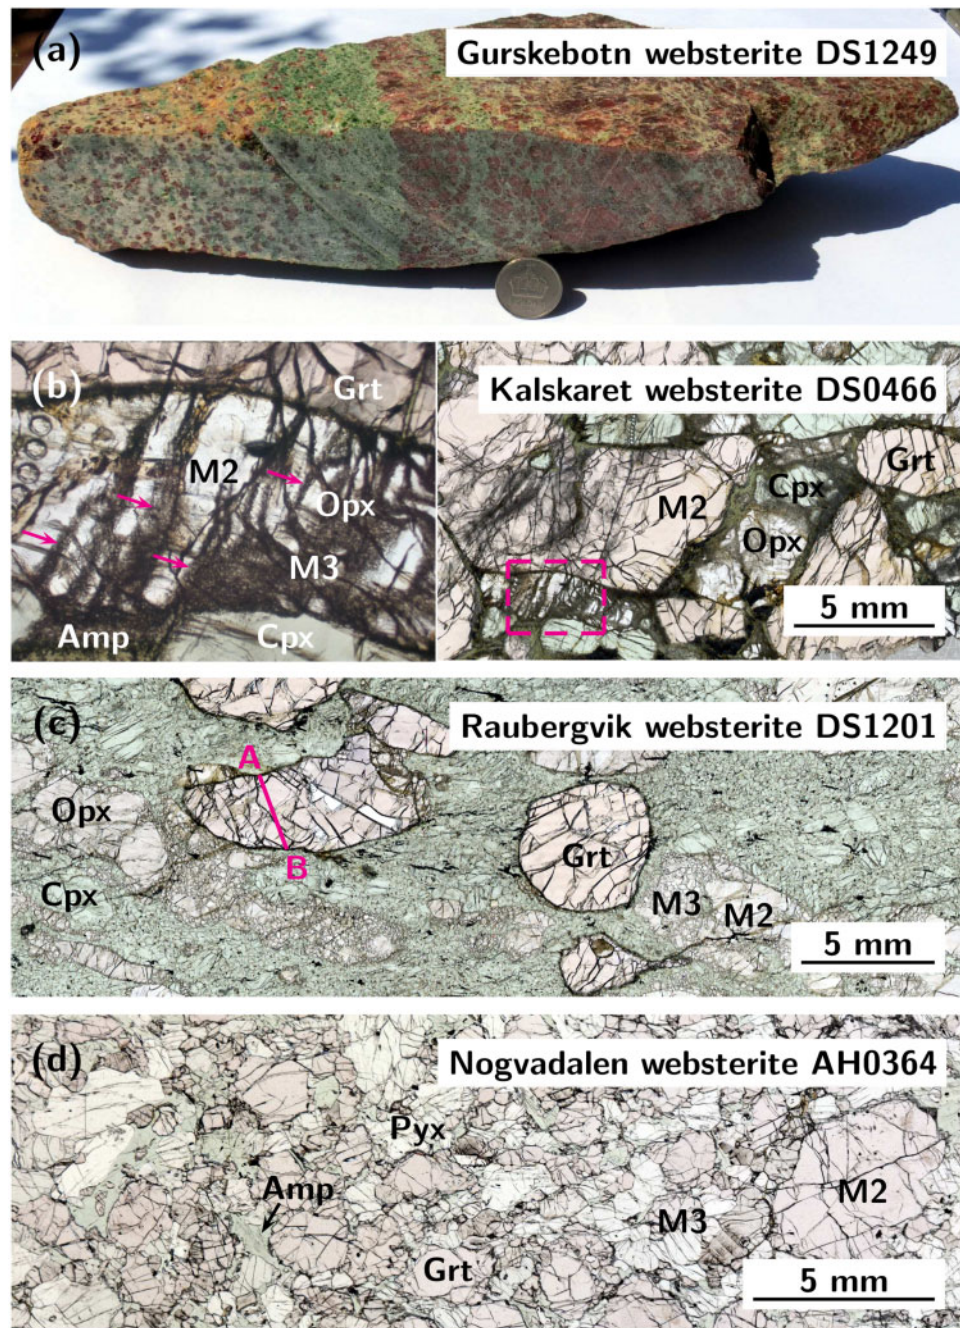 (a)
Gurskebotn websterite DS1249
(b)
Grt
M2
Opx
M3
Amp
Cpx
Kalskaret websterite DS0466
Grt
Cpx
M2
Opx
5 mm
(c)
Raubergvik websterite DS1201
A
Opx
Grt
B
Cpx
M3
M2
5 mm
(d)
Nogvadalen websterite AH0364
Pyx
Amp
M2
M3
Grt
5 mm